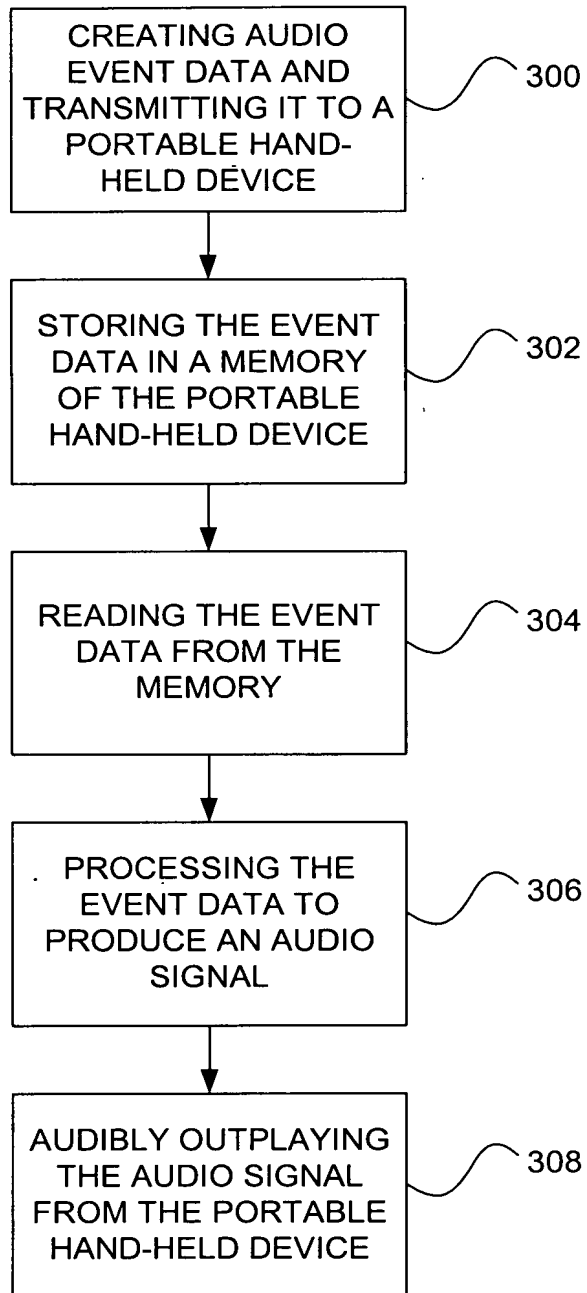 CREATING AUDIO
EVENT DATA AND
TRANSMITTING IT TO A
PORTABLE HAND-
HELD DEVICE
300
STORING THE EVENT
DATA IN A MEMORY
OF THE PORTABLE
HAND-HELD DEVICE
302
READING THE EVENT
DATA FROM THE
MEMORY
304
PROCESSING THE
EVENT DATA TO
PRODUCE AN AUDIO
SIGNAL
306
AUDIBLY OUTPLAYING
THE AUDIO SIGNAL
FROM THE PORTABLE
HAND-HELD DEVICE
308